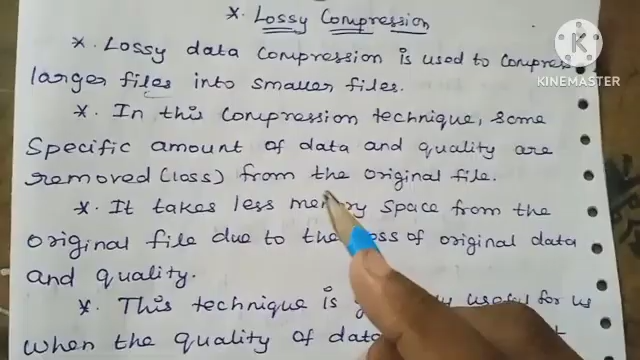 *. Lossy Compression
*. Lossy data compression is used to compress
larger files into smaller files.
*. In this compression technique, some
specific amount of data and quality are
removed (loss) from the original file.
*. It takes less memory space from the
original file due to the loss of original data
and quality.
*. This technique is useful for us
when the quality of data
K
KINEMASTER